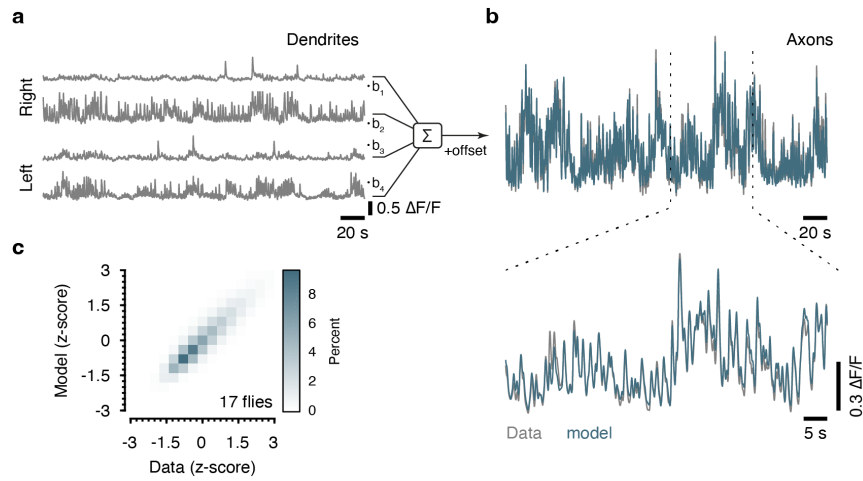 a
Dendrites
Right
Left
·b1
·b2
·b3
·b4
Σ
+offset
0.5 ΔF/F
20 s
b
Axons
20 s
0.3 ΔF/F
5 s
Data model
c
Model (z-score)
3
1.5
0
-1.5
-3
17 flies
-3 -1.5 0 1.5 3
Data (z-score)
8
6
4
2
0
Percent